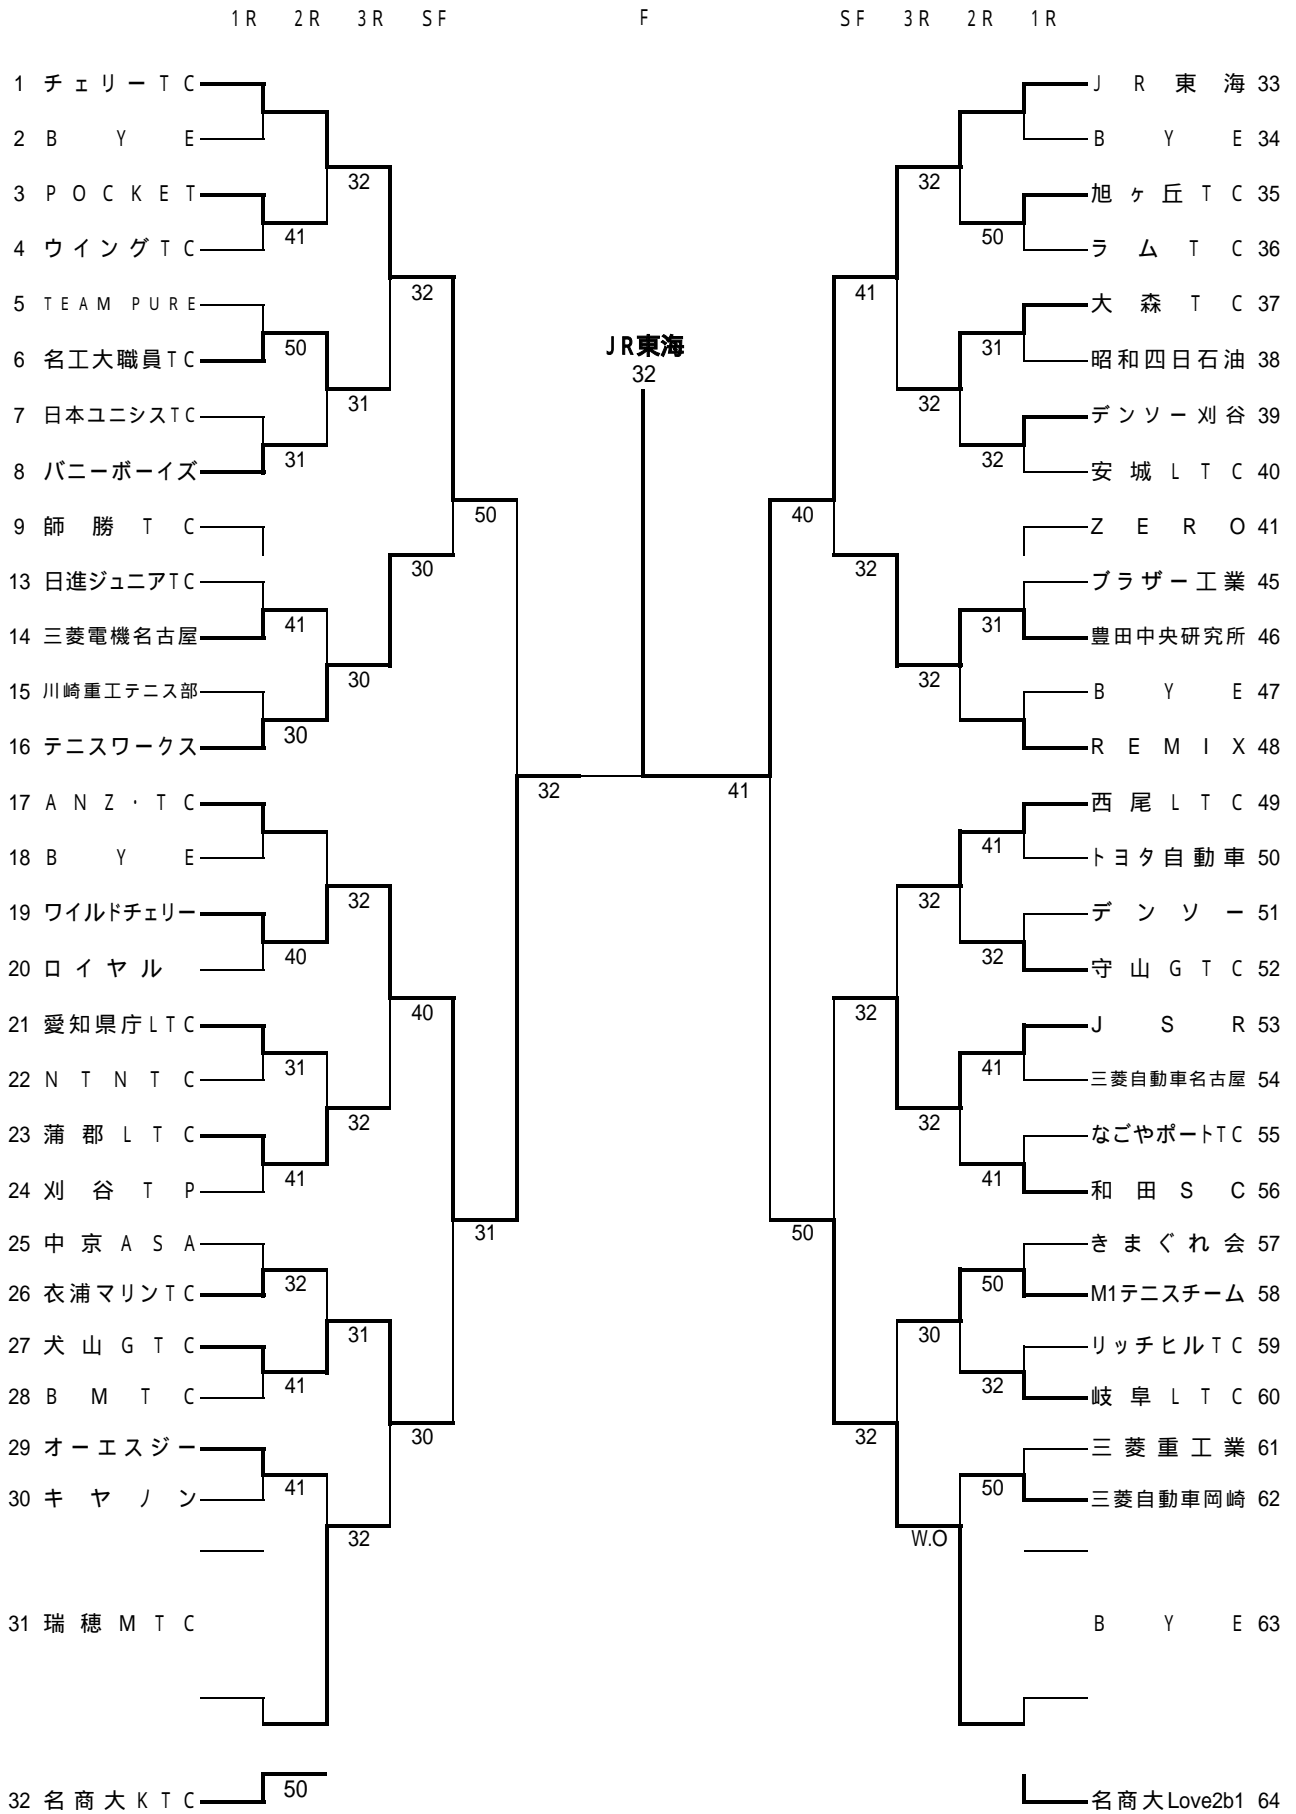 1R 2R 3R SF F SF 3R 2R 1R
1 チェリーTC
JR東海 33
2 BYE
BYE 34
32
32
3 POCKET
旭ヶ丘TC 35
41
50
4 ウイングTC
ラムTC 36
32
41
5 TEAM PURE
大森TC 37
50
JR東海
31
6 名工大職員TC
昭和四日石油 38
32
31
32
7 日本ユニシスTC
デンソー刈谷 39
31
32
8 バニーボーイズ
安城LTC 40
50
40
9 師勝TC
ZERO 41
30
32
13 日進ジュニアTC
ブラザー工業 45
41
31
14 三菱電機名古屋
豊田中央研究所 46
30
32
15 川崎重工テニス部
BYE 47
30
16 テニスワークス
REMIX 48
32
41
17 ANZ・TC
西尾LTC 49
41
18 BYE
トヨタ自動車 50
32
32
19 ワイルドチェリー
デンソー 51
40
32
20 ロイヤル
守山GTC 52
40
32
21 愛知県庁LTC
JSR 53
31
41
22 NTNTC
三菱自動車名古屋 54
32
32
23 蒲郡LTC
なごやポートTC 55
41
41
24 刈谷TP
和田SC 56
31
50
25 中京ASA
きまぐれ会 57
32
50
26 衣浦マリンTC
M1テニスチーム 58
31
30
27 犬山GTC
リッチヒルTC 59
41
32
28 BMTC
岐阜LTC 60
30
32
29 オーエスジー
三菱重工業 61
41
50
30 キヤノン
三菱自動車岡崎 62
32
W.O
31 瑞穂MTC
BYE 63
50
32 名商大KTC
名商大Love2b1 64